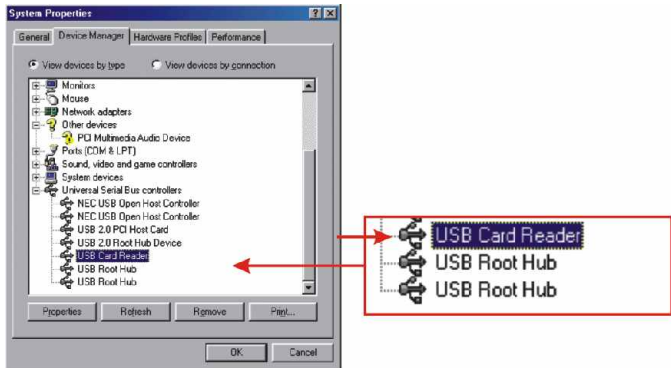 System Properties
General Device Manager Hardware Profiles Performance
View devices by type View devices by connection
Monitors
Mouse
Network adapters
Other devices
PCI Multimedia Audio Device
Ports (COM & LPT)
Sound, video and game controllers
System devices
Universal Serial Bus controllers
NEC USB Open Host Controller
NEC USB Open Host Controller
USB 2.0 PCI Host Card
USB 2.0 Root Hub Device
USB Card Reader
USB Root Hub
USB Root Hub
Properties Refresh Remove Print...
OK Cancel
USB Card Reader
USB Root Hub
USB Root Hub